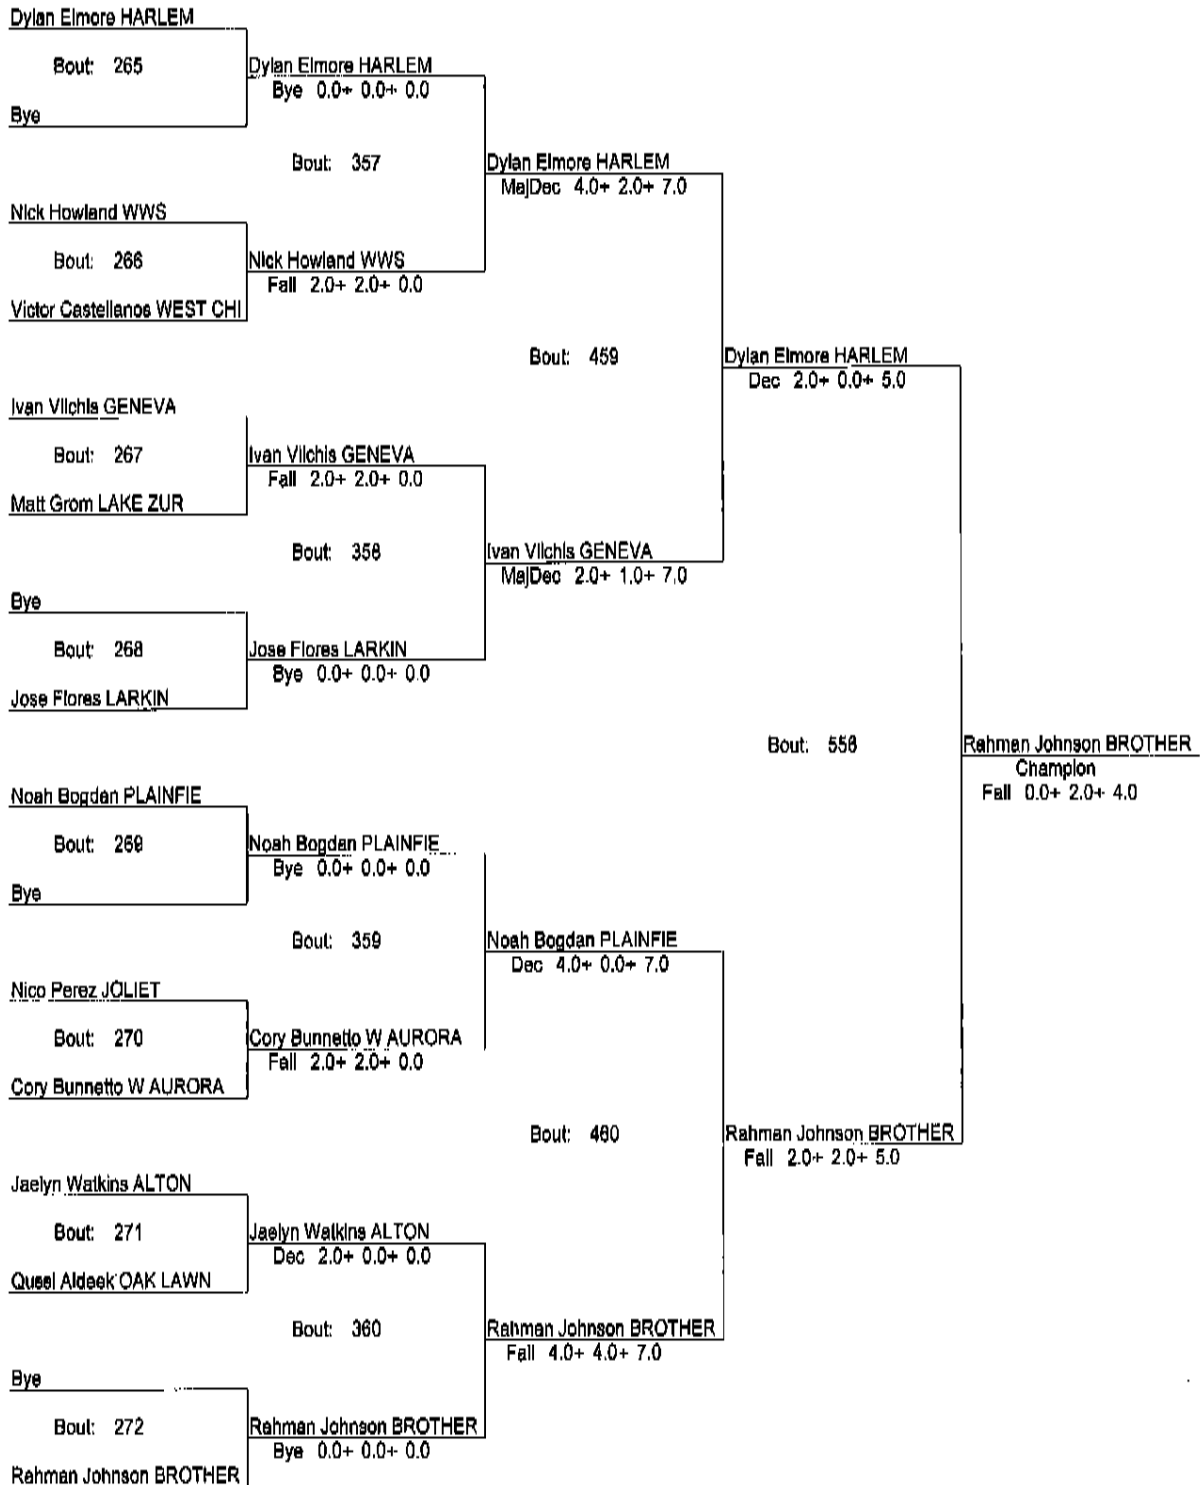 Dylan Elmore HARLEM
Bout: 265
Dylan Elmore HARLEM
Bye 0.0+ 0.0+ 0.0
Bye
Bout: 357
Dylan Elmore HARLEM
MajDec 4.0+ 2.0+ 7.0
Nick Howland WWS
Bout: 266
Nick Howland WWS
Fall 2.0+ 2.0+ 0.0
Victor Castellanos WEST CHI
Bout: 459
Dylan Elmore HARLEM
Dec 2.0+ 0.0+ 5.0
Ivan Vilchis GENEVA
Bout: 267
Ivan Vilchis GENEVA
Fall 2.0+ 2.0+ 0.0
Matt Grom LAKE ZUR
Bout: 358
Ivan Vilchis GENEVA
MajDec 2.0+ 1.0+ 7.0
Bye
Bout: 268
Jose Flores LARKIN
Bye 0.0+ 0.0+ 0.0
Jose Flores LARKIN
Bout: 556
Rahman Johnson BROTHER
Champion
Fall 0.0+ 2.0+ 4.0
Noah Bogdan PLAINFIE
Bout: 269
Noah Bogdan PLAINFIE
Bye 0.0+ 0.0+ 0.0
Bye
Bout: 359
Noah Bogdan PLAINFIE
Dec 4.0+ 0.0+ 7.0
Nico Perez JOLIET
Bout: 270
Cory Bunnetto W AURORA
Fall 2.0+ 2.0+ 0.0
Cory Bunnetto W AURORA
Bout: 460
Rahman Johnson BROTHER
Fall 2.0+ 2.0+ 5.0
Jaelyn Watkins ALTON
Bout: 271
Jaelyn Watkins ALTON
Dec 2.0+ 0.0+ 0.0
Qusai Aldeek OAK LAWN
Bout: 360
Rahman Johnson BROTHER
Fall 4.0+ 4.0+ 7.0
Bye
Bout: 272
Rahman Johnson BROTHER
Bye 0.0+ 0.0+ 0.0
Rahman Johnson BROTHER